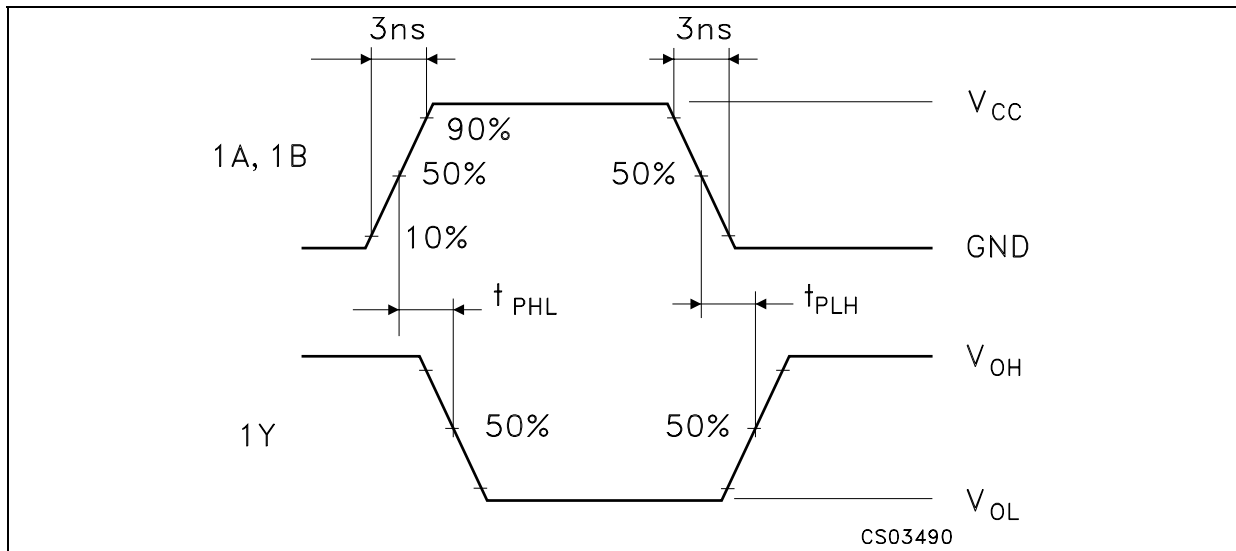 3ns 3ns
VCC
90%
1A, 1B
50% 50%
10%
GND
tPHL tPLH
VOH
50% 50%
1Y
VOL
CS03490